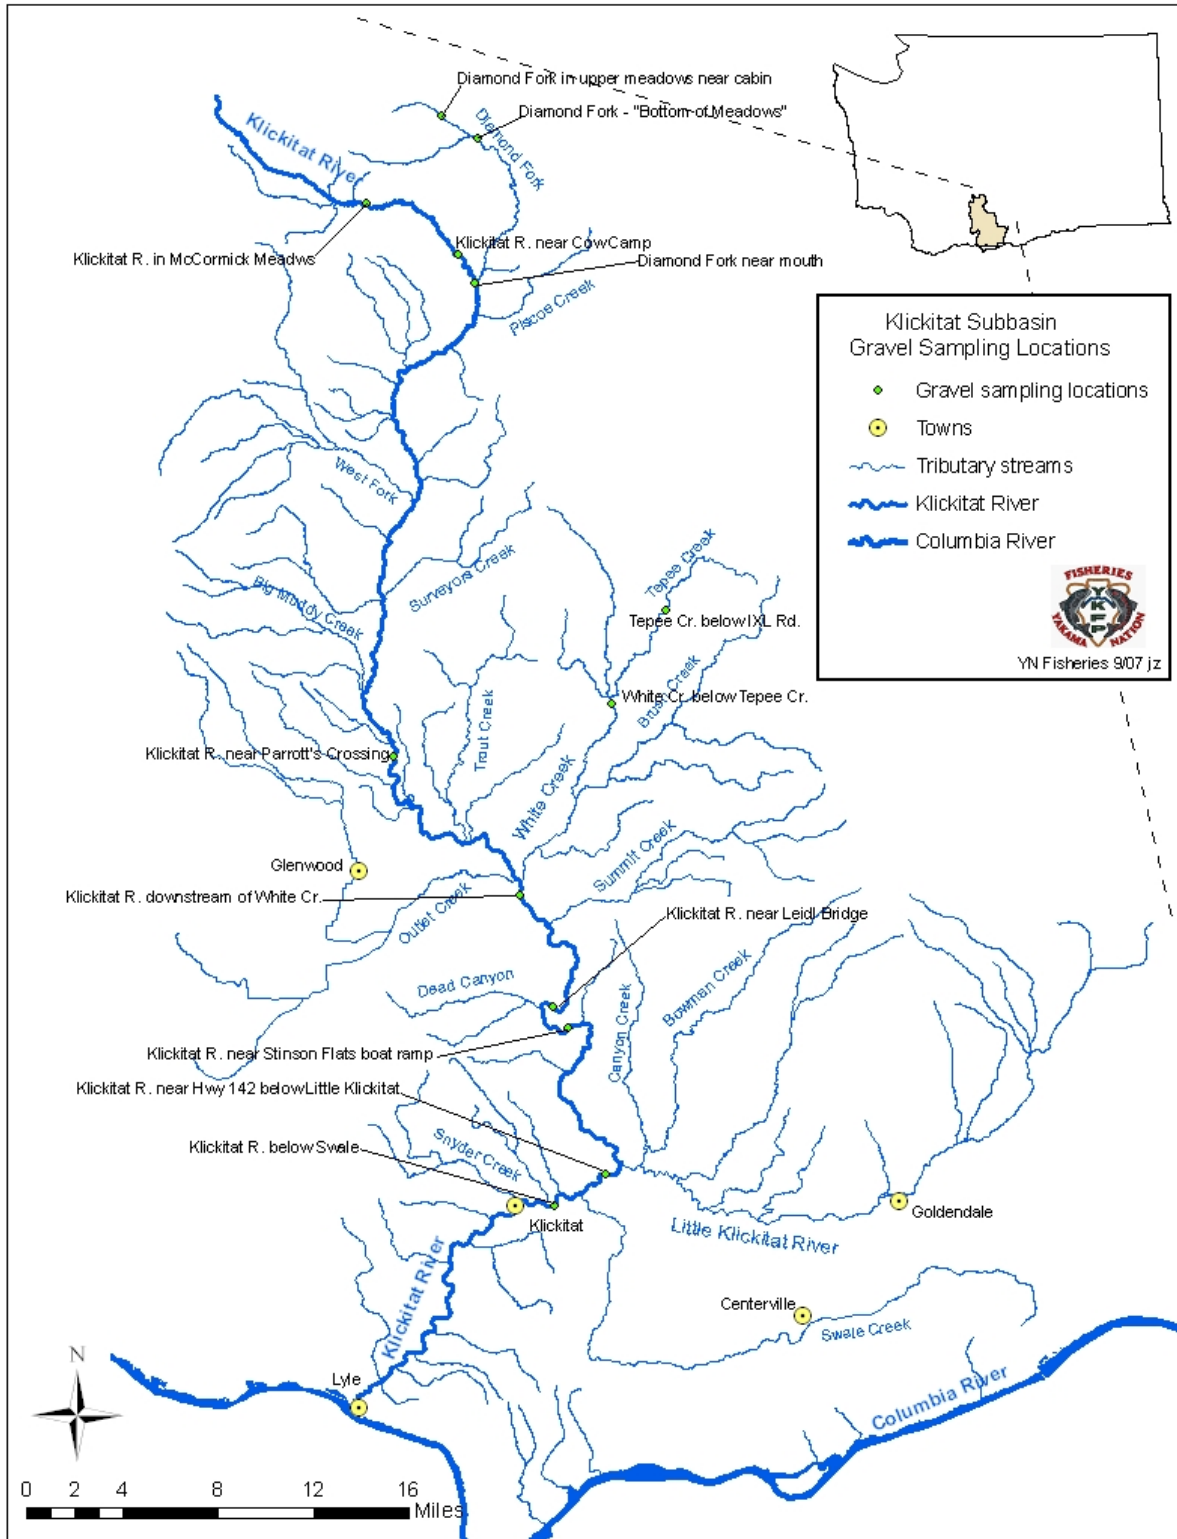 Diamond Fork in upper meadows near cabin
Diamond Fork - "Bottom of Meadows"
Diamond Fork
Klickitat River
Klickitat R. in McCormick Meadws
Klickitat R. near CowCamp
Diamond Fork near mouth
Piscoe Creek
Klickitat Subbasin
Gravel Sampling Locations
Gravel sampling locations
Towns
Tributary streams
Klickitat River
Columbia River
FISHERIES
YKFP
YAKAMA NATION
YN Fisheries 9/07 jz
West Fork
Surveyors Creek
Big Muddy Creek
Tepee Creek
Tepee Cr. below IXL Rd.
White Cr. below Tepee Cr.
Brush Creek
Trout Creek
Klickitat R. near Parrott's Crossing
White Creek
Summit Creek
Glenwood
Klickitat R. downstream of White Cr.
Outlet Creek
Klickitat R. near Leidl Bridge
Dead Canyon
Canyon Creek
Bowman Creek
Klickitat R. near Stinson Flats boat ramp
Klickitat R. near Hwy 142 below Little Klickitat
Snyder Creek
Klickitat R. below Swale
Klickitat
Little Klickitat River
Goldendale
Klickitat River
Centerville
Swale Creek
Columbia River
N
Lyle
0 2 4 8 12 16
Miles